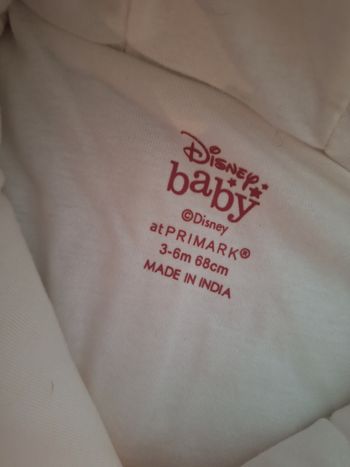 Disney
baby
©Disney
at PRIMARK®
3-6m 68cm
MADE IN INDIA